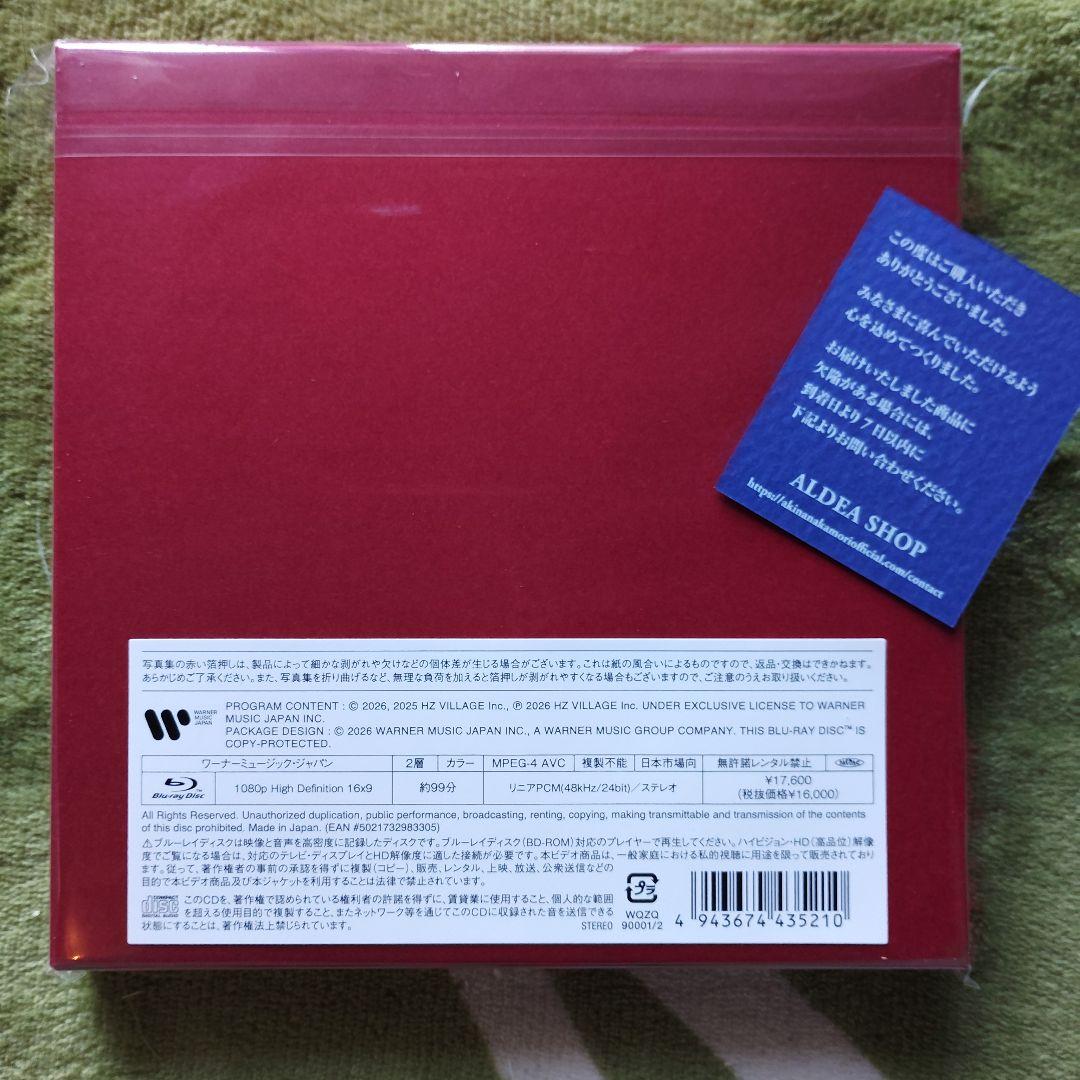 この度はご購入いただき
ありがとうございました。
みなさまに喜んでいただけるよう
心を込めてつくりました。
お届けいたしました商品に
欠陥がある場合には、
到着日より7日以内に
下記よりお問い合わせください。
ALDEA SHOP
https://akinanakamoriofficial.com/contact
写真集の赤い箔押しは、製品によって細かな剥がれや欠けなどの個体差が生じる場合がございます。これは紙の風合いによるものですので、返品・交換はできかねます。
あらかじめご了承ください。また、写真集を折り曲げるなど、無理な負荷を加えると箔押しが剥がれやすくなる場合もございますので、ご注意のうえお取り扱いください。
WARNER MUSIC JAPAN
PROGRAM CONTENT : © 2026, 2025 HZ VILLAGE Inc., ℗ 2026 HZ VILLAGE Inc. UNDER EXCLUSIVE LICENSE TO WARNER
MUSIC JAPAN INC.
PACKAGE DESIGN : © 2026 WARNER MUSIC JAPAN INC., A WARNER MUSIC GROUP COMPANY. THIS BLU-RAY DISC™ IS
COPY-PROTECTED.
ワーナーミュージック・ジャパン 2層 カラー MPEG-4 AVC 複製不能 日本市場向 無許諾レンタル禁止
Blu-ray Disc 1080p High Definition 16x9 約99分 リニアPCM(48kHz/24bit)/ステレオ ¥17,600
(税抜価格¥16,000)
All Rights Reserved. Unauthorized duplication, public performance, broadcasting, renting, copying, making transmittable and transmission of the contents
of this disc prohibited. Made in Japan. (EAN #5021732983305)
⚠ブルーレイディスクは映像と音声を高密度に記録したディスクです。ブルーレイディスク(BD-ROM)対応のプレイヤーで再生してください。ハイビジョン・HD(高品位)解像
度でご覧になる場合は、対応のテレビ・ディスプレイとHD解像度に適した接続が必要です。本ビデオ商品は、一般家庭における私的視聴に用途を限って販売されており
ます。従って、著作権者の事前の承諾を得ずに複製(コピー)、販売、レンタル、上映、放送、公衆送信などの
目的で本ビデオ商品及び本ジャケットを利用することは法律で禁止されています。
COMPACT disc DIGITAL AUDIO
このCDを、著作権で認められている権利者の許諾を得ずに、賃貸業に使用すること、個人的な範囲
を超える使用目的で複製すること、またネットワーク等を通じてこのCDに収録された音を送信できる
状態にすることは、著作権法上禁じられています。
STEREO
プラ
WQZQ
90001/2
4 943674 435210